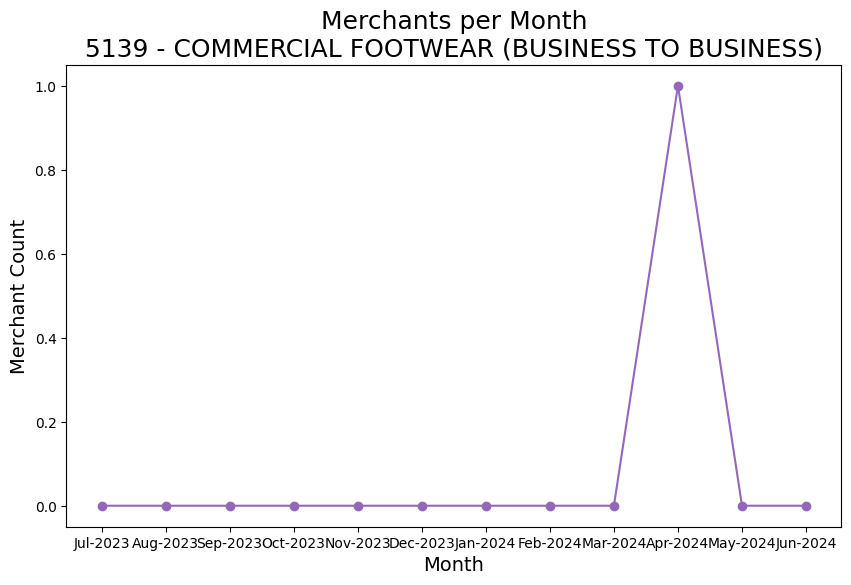 Merchants per Month
5139 - COMMERCIAL FOOTWEAR (BUSINESS TO BUSINESS)
Merchant Count
1.0
0.8
0.6
0.4
0.2
0.0
Jul-2023 Aug-2023 Sep-2023 Oct-2023 Nov-2023 Dec-2023 Jan-2024 Feb-2024 Mar-2024 Apr-2024 May-2024 Jun-2024
Month